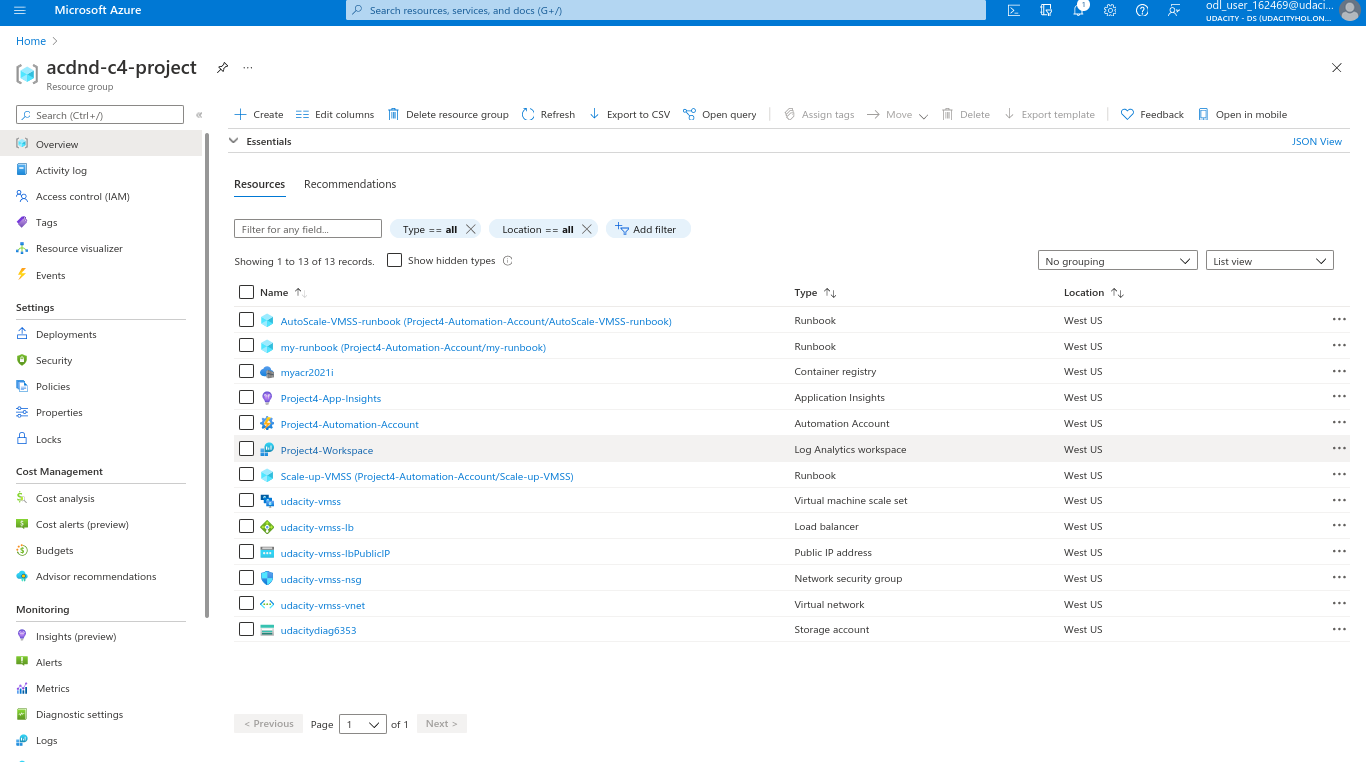 Microsoft Azure
Search resources, services, and docs (G+/)
1
odl_user_162469@udaci...
UDACITY - DS (UDACITYHOL.ON...
Home >
acdnd-c4-project
...
Resource group
Search (Ctrl+/)
«
Overview
Activity log
Access control (IAM)
Tags
Resource visualizer
Events
Settings
Deployments
Security
Policies
Properties
Locks
Cost Management
Cost analysis
Cost alerts (preview)
Budgets
Advisor recommendations
Monitoring
Insights (preview)
Alerts
Metrics
Diagnostic settings
Logs
Create Edit columns Delete resource group Refresh Export to CSV Open query Assign tags Move Delete Export template Feedback Open in mobile
Essentials JSON View
Resources Recommendations
Filter for any field... Type == all Location == all Add filter
Showing 1 to 13 of 13 records. Show hidden types No grouping List view
Name Type Location
AutoScale-VMSS-runbook (Project4-Automation-Account/AutoScale-VMSS-runbook) Runbook West US
my-runbook (Project4-Automation-Account/my-runbook) Runbook West US
myacr2021i Container registry West US
Project4-App-Insights Application Insights West US
Project4-Automation-Account Automation Account West US
Project4-Workspace Log Analytics workspace West US
Scale-up-VMSS (Project4-Automation-Account/Scale-up-VMSS) Runbook West US
udacity-vmss Virtual machine scale set West US
udacity-vmss-lb Load balancer West US
udacity-vmss-lbPublicIP Public IP address West US
udacity-vmss-nsg Network security group West US
udacity-vmss-vnet Virtual network West US
udacitydiag6353 Storage account West US
< Previous Page 1 of 1 Next >